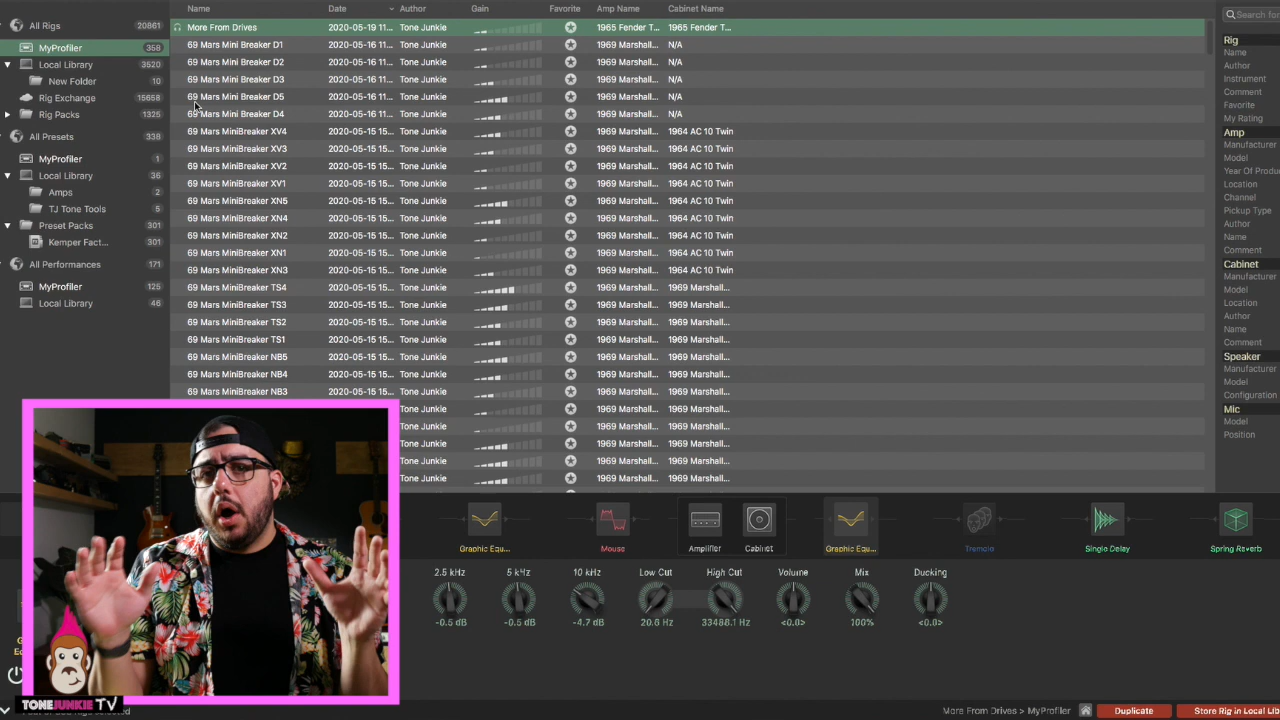 Name Date Author Gain Favorite Amp Name Cabinet Name
All Rigs 20861
MyProfiler 358
Local Library 3520
New Folder 10
Rig Exchange 15658
Rig Packs 1325
All Presets 338
MyProfiler 1
Local Library 36
Amps 2
TJ Tone Tools 5
Preset Packs 301
Kemper Fact... 301
All Performances 171
MyProfiler 125
Local Library 46
More From Drives 2020-05-19 11... Tone Junkie 1965 Fender T... 1965 Fender T...
69 Mars Mini Breaker D1 2020-05-16 11... Tone Junkie 1969 Marshall... N/A
69 Mars Mini Breaker D2 2020-05-16 11... Tone Junkie 1969 Marshall... N/A
69 Mars Mini Breaker D3 2020-05-16 11... Tone Junkie 1969 Marshall... N/A
69 Mars Mini Breaker D5 2020-05-16 11... Tone Junkie 1969 Marshall... N/A
69 Mars Mini Breaker D4 2020-05-16 11... Tone Junkie 1969 Marshall... N/A
69 Mars MiniBreaker XV4 2020-05-15 15... Tone Junkie 1969 Marshall... 1964 AC 10 Twin
69 Mars MiniBreaker XV3 2020-05-15 15... Tone Junkie 1969 Marshall... 1964 AC 10 Twin
69 Mars MiniBreaker XV2 2020-05-15 15... Tone Junkie 1969 Marshall... 1964 AC 10 Twin
69 Mars MiniBreaker XV1 2020-05-15 15... Tone Junkie 1969 Marshall... 1964 AC 10 Twin
69 Mars MiniBreaker XN5 2020-05-15 15... Tone Junkie 1969 Marshall... 1964 AC 10 Twin
69 Mars MiniBreaker XN4 2020-05-15 15... Tone Junkie 1969 Marshall... 1964 AC 10 Twin
69 Mars MiniBreaker XN2 2020-05-15 15... Tone Junkie 1969 Marshall... 1964 AC 10 Twin
69 Mars MiniBreaker XN1 2020-05-15 15... Tone Junkie 1969 Marshall... 1964 AC 10 Twin
69 Mars MiniBreaker XN3 2020-05-15 15... Tone Junkie 1969 Marshall... 1964 AC 10 Twin
69 Mars MiniBreaker TS4 2020-05-15 15... Tone Junkie 1969 Marshall... 1969 Marshall...
69 Mars MiniBreaker TS3 2020-05-15 15... Tone Junkie 1969 Marshall... 1969 Marshall...
69 Mars MiniBreaker TS2 2020-05-15 15... Tone Junkie 1969 Marshall... 1969 Marshall...
69 Mars MiniBreaker TS1 2020-05-15 15... Tone Junkie 1969 Marshall... 1969 Marshall...
69 Mars MiniBreaker NB5 2020-05-15 15... Tone Junkie 1969 Marshall... 1969 Marshall...
69 Mars MiniBreaker NB4 2020-05-15 15... Tone Junkie 1969 Marshall... 1969 Marshall...
69 Mars MiniBreaker NB3 2020-05-15 15... Tone Junkie 1969 Marshall... 1969 Marshall...
Tone Junkie 1969 Marshall... 1969 Marshall...
Tone Junkie 1969 Marshall... 1969 Marshall...
Tone Junkie 1969 Marshall... 1969 Marshall...
Tone Junkie 1969 Marshall... 1969 Marshall...
Tone Junkie 1969 Marshall... 1969 Marshall...
Search for
Rig
Name
Author
Instrument
Comment
Favorite
My Rating
Amp
Manufacturer
Model
Year Of Produ
Location
Channel
Pickup Type
Author
Name
Comment
Cabinet
Manufacturer
Model
Location
Author
Name
Comment
Speaker
Manufacturer
Model
Configuration
Mic
Model
Position
Graphic Equ... Mouse Amplifier Cabinet Graphic Equ... Tremolo Single Delay Spring Reverb
2.5 kHz 5 kHz 10 kHz Low Cut High Cut Volume Mix Ducking
-0.5 dB -0.5 dB -4.7 dB 20.6 Hz 33488.1 Hz <0.0> 100% <0.0>
TONEJUNKIE TV
More From Drives > MyProfiler Duplicate Store Rig in Local Lib